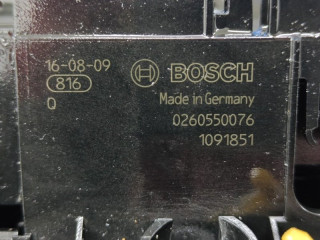 16-08-09 BOSCH
816 Made in Germany
Q 0260550076
1091851